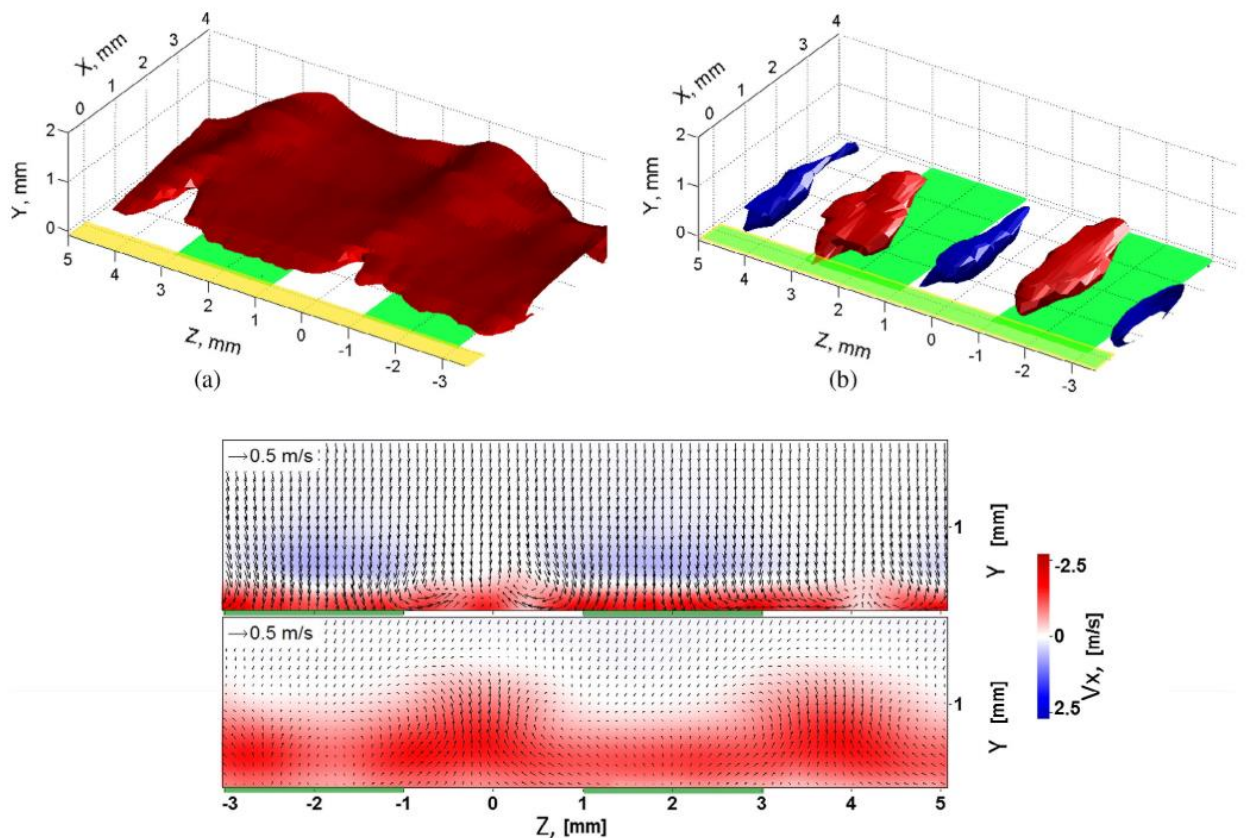 X, mm
0 1 2 3 4
Y, mm
2
1
0
5 4 3 2 1 0 -1 -2 -3
Z, mm
(a)
X, mm
0 1 2 3 4
Y, mm
2
1
0
5 4 3 2 1 0 -1 -2 -3
Z, mm
(b)
→0.5 m/s
1
Y [mm]
→0.5 m/s
1
Y [mm]
-3 -2 -1 0 1 2 3 4 5
Z, [mm]
-2.5
0
2.5
Vx, [m/s]